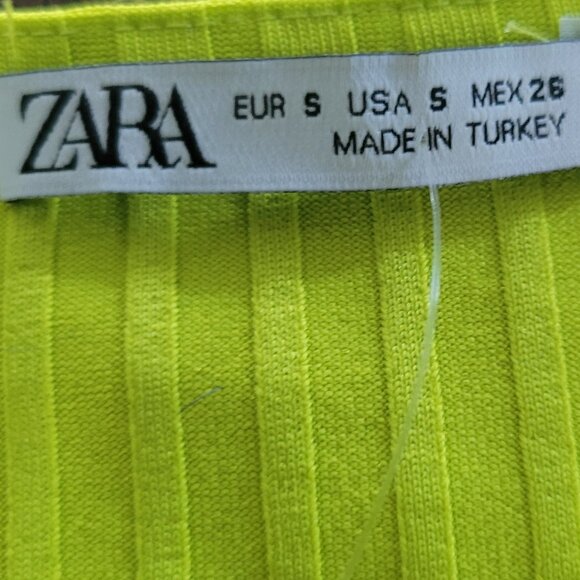 ZARA EUR S USA S MEX 26
MADE IN TURKEY